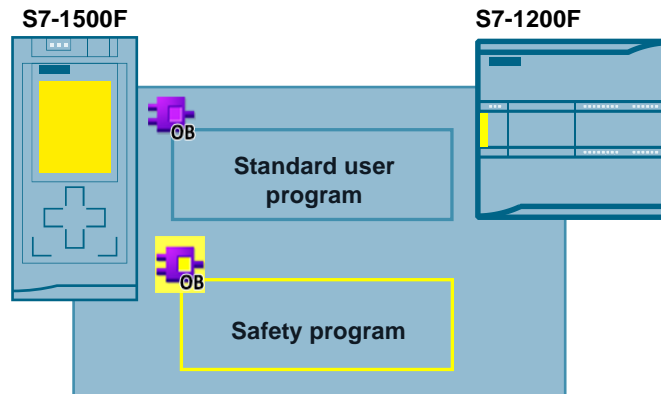 S7-1500F
S7-1200F
OB
Standard user
program
OB
Safety program